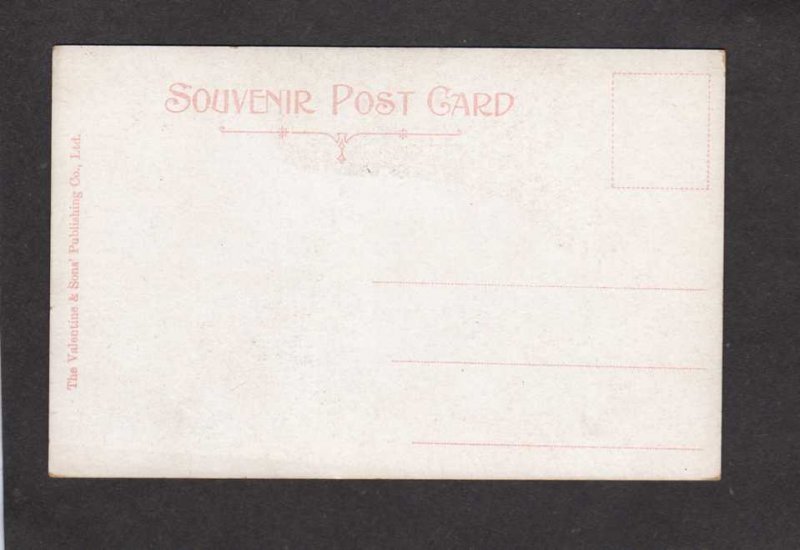 SOUVENIR POST CARD
The Valentine & Sons' Publishing Co., Ltd.